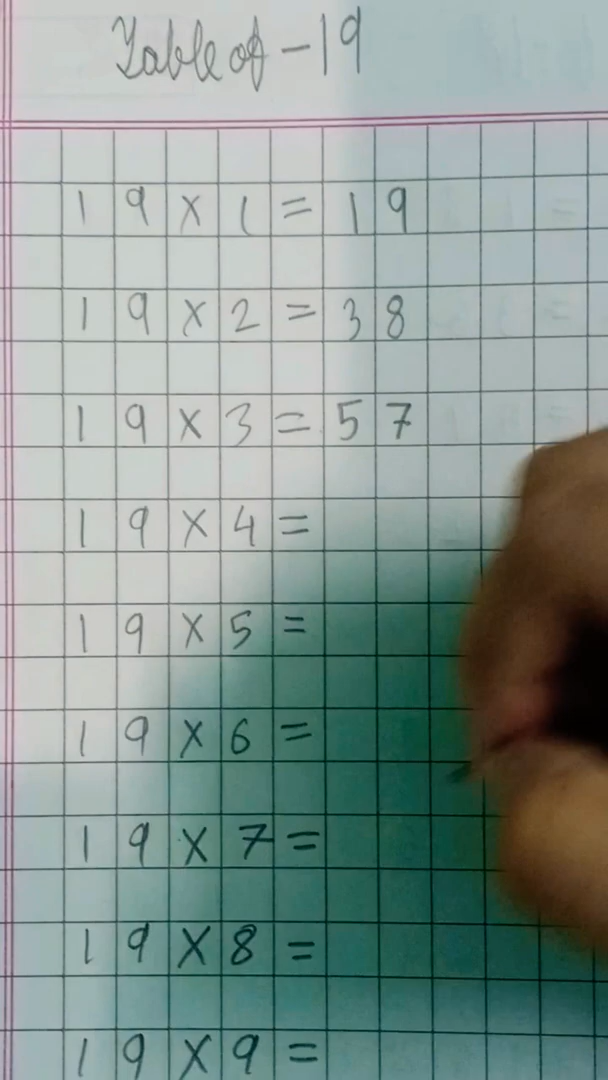 Table of - 19
19 × 1 = 19
19 × 2 = 38
19 × 3 = 57
19 × 4 =
19 × 5 =
19 × 6 =
19 × 7 =
19 × 8 =
19 × 9 =